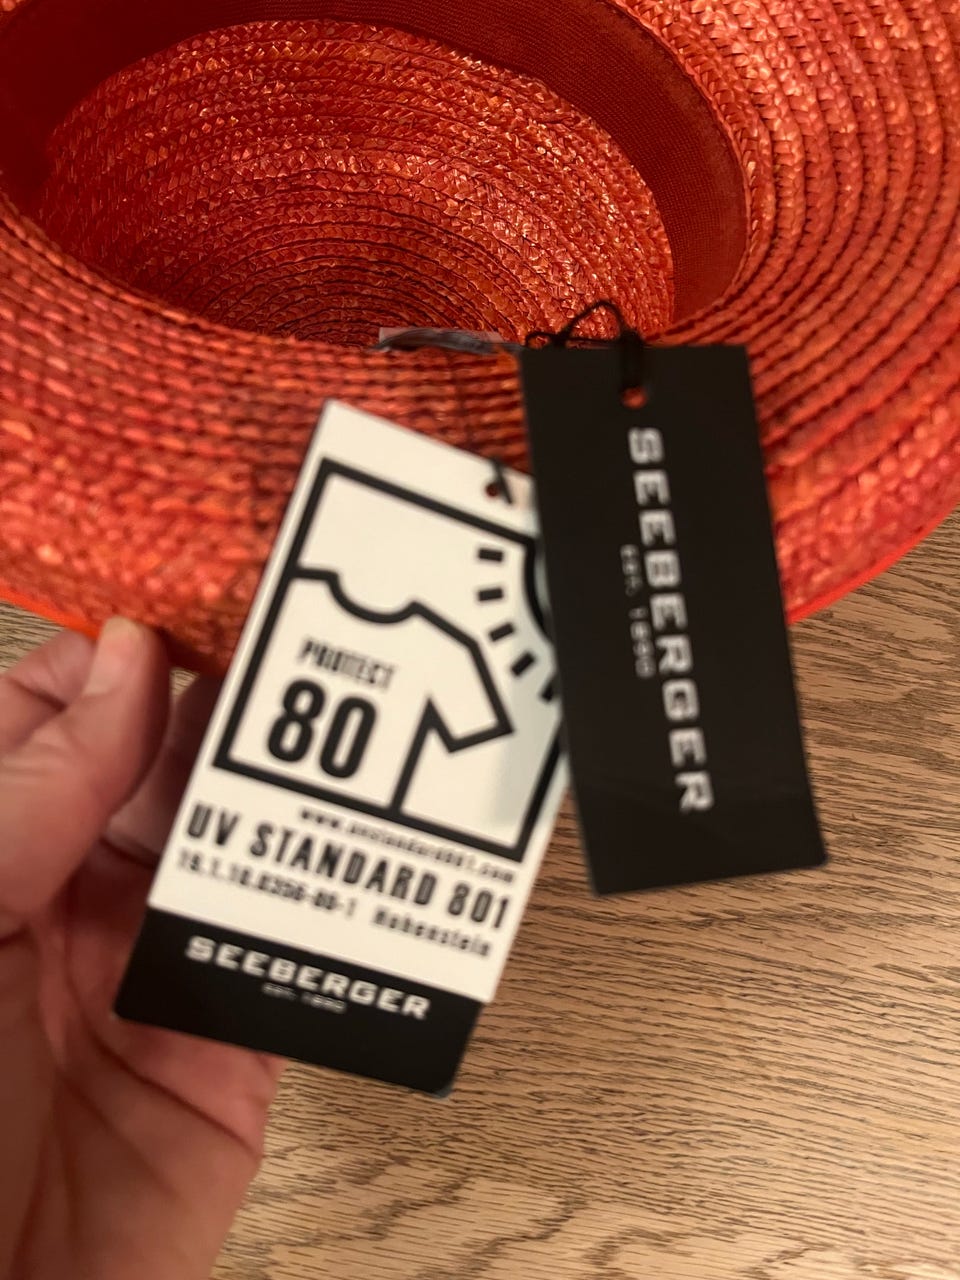 PROTECT
80
www.uvstandard801.com
UV STANDARD 801
Hohenstein
SEEBERGER
EST. 1890
SEEBERGER
EST. 1890